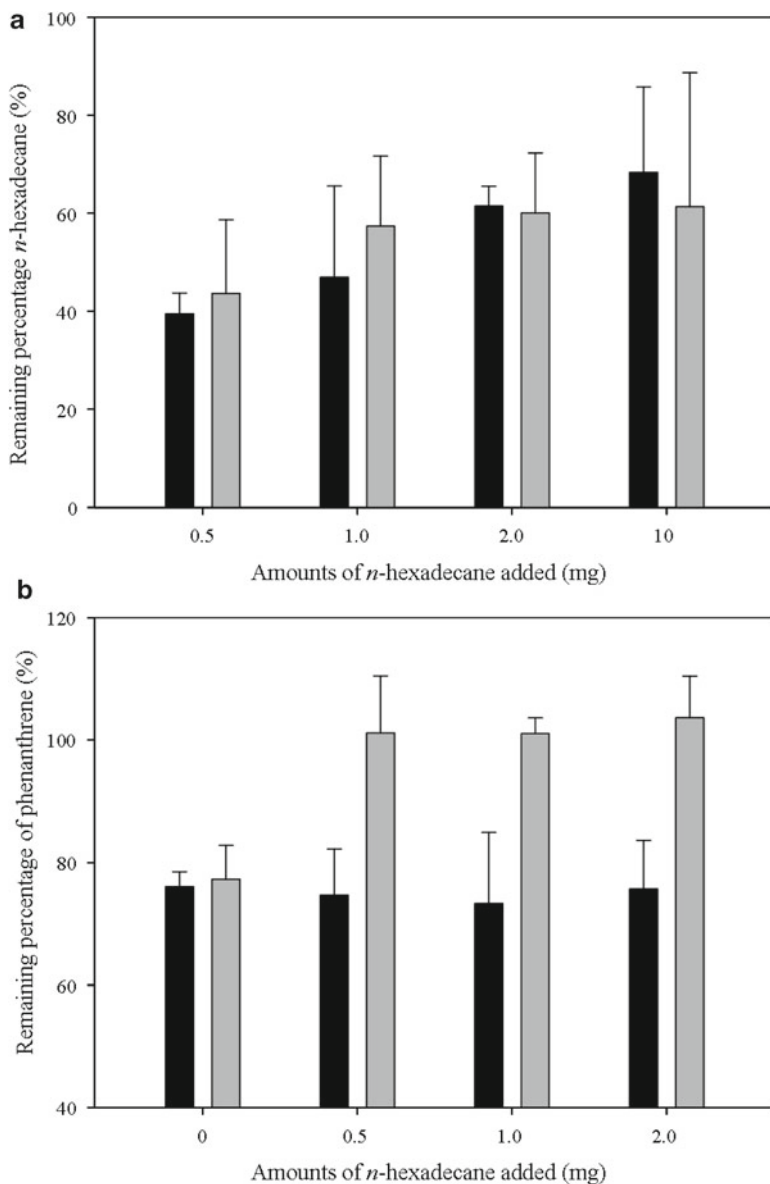 a
Remaining percentage n-hexadecane (%)
100
80
60
40
20
0
0.5 1.0 2.0 10
Amounts of n-hexadecane added (mg)
b
Remaining percentage of phenanthrene (%)
120
100
80
60
40
0 0.5 1.0 2.0
Amounts of n-hexadecane added (mg)